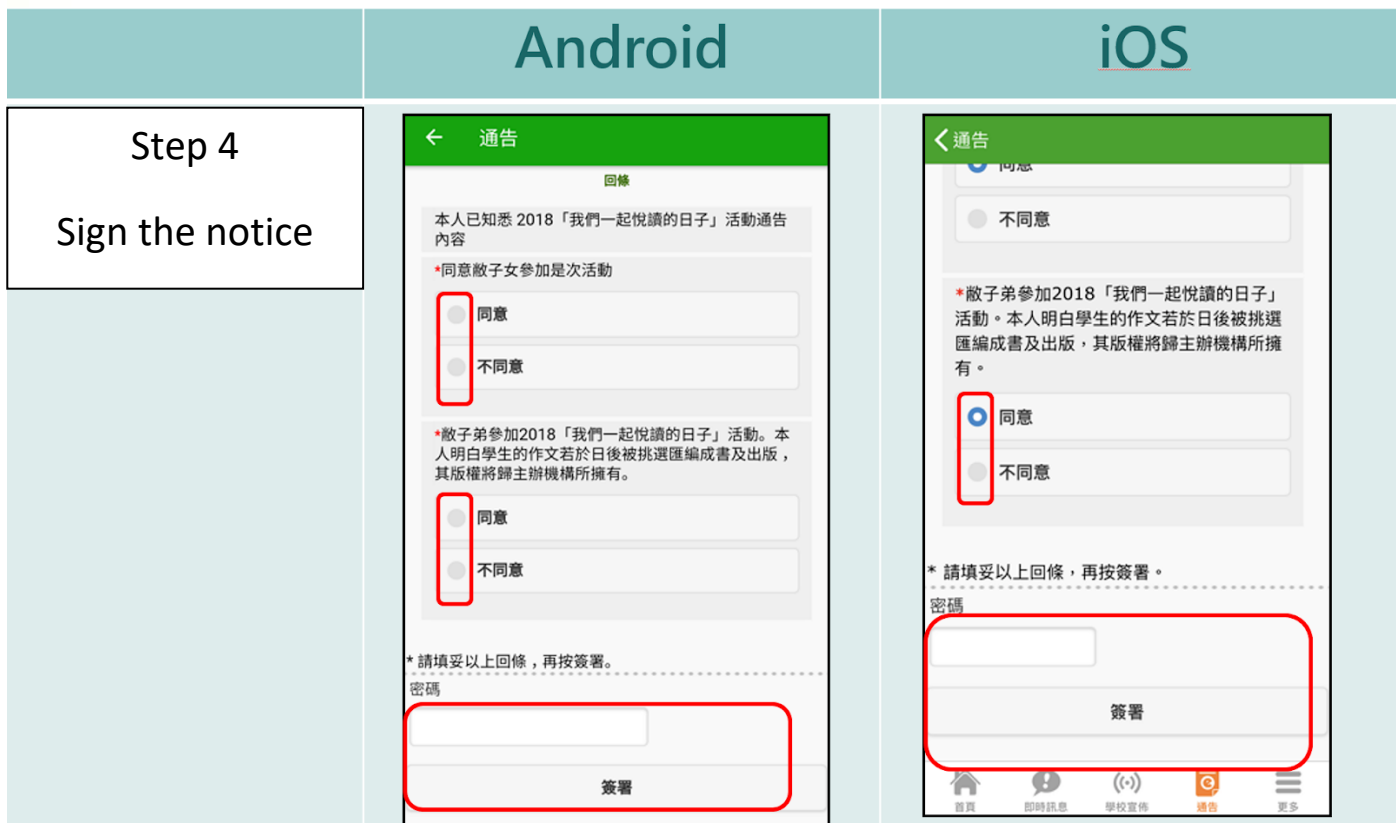 Android
iOS
Step 4
Sign the notice
通告
回條
本人已知悉 2018「我們一起悅讀的日子」活動通告
內容
*同意敝子女參加是次活動
同意
不同意
*敝子弟參加2018「我們一起悅讀的日子」活動。本
人明白學生的作文若於日後被挑選匯編成書及出版，
其版權將歸主辦機構所擁有。
同意
不同意
* 請填妥以上回條，再按簽署。
密碼
簽署
通告
同意
不同意
*敝子弟參加2018「我們一起悅讀的日子」
活動。本人明白學生的作文若於日後被挑選
匯編成書及出版，其版權將歸主辦機構所擁
有。
同意
不同意
* 請填妥以上回條，再按簽署。
密碼
簽署
首頁 即時訊息 學校宣佈 通告 更多